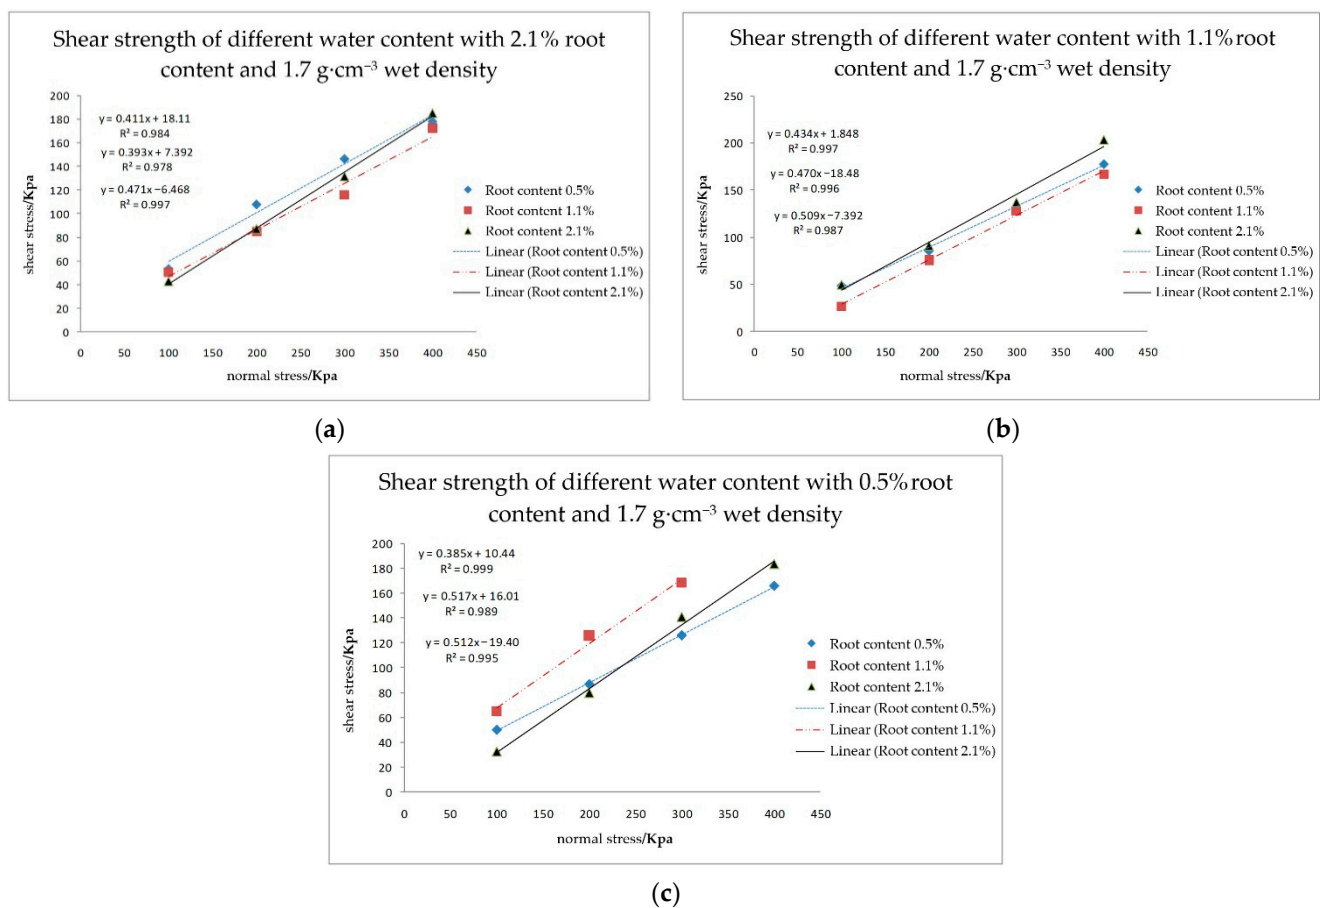 Shear strength of different water content with 2.1% root
content and 1.7 g·cm⁻³ wet density
200
180
160
140
120
100
80
60
40
20
0
shear stress/Kpa
y = 0.411x + 18.11
R² = 0.984
y = 0.393x + 7.392
R² = 0.978
y = 0.471x − 6.468
R² = 0.997
Root content 0.5%
Root content 1.1%
Root content 2.1%
Linear (Root content 0.5%)
Linear (Root content 1.1%)
Linear (Root content 2.1%)
0 50 100 150 200 250 300 350 400 450
normal stress/Kpa
(a)
Shear strength of different water content with 1.1% root
content and 1.7 g·cm⁻³ wet density
250
200
150
100
50
0
shear stress/Kpa
y = 0.434x + 1.848
R² = 0.997
y = 0.470x − 18.48
R² = 0.996
y = 0.509x − 7.392
R² = 0.987
Root content 0.5%
Root content 1.1%
Root content 2.1%
Linear (Root content 0.5%)
Linear (Root content 1.1%)
Linear (Root content 2.1%)
0 50 100 150 200 250 300 350 400 450
normal stress/Kpa
(b)
Shear strength of different water content with 0.5% root
content and 1.7 g·cm⁻³ wet density
200
180
160
140
120
100
80
60
40
20
0
shear stress/Kpa
y = 0.385x + 10.44
R² = 0.999
y = 0.517x + 16.01
R² = 0.989
y = 0.512x − 19.40
R² = 0.995
Root content 0.5%
Root content 1.1%
Root content 2.1%
Linear (Root content 0.5%)
Linear (Root content 1.1%)
Linear (Root content 2.1%)
0 50 100 150 200 250 300 350 400 450
normal stress/Kpa
(c)